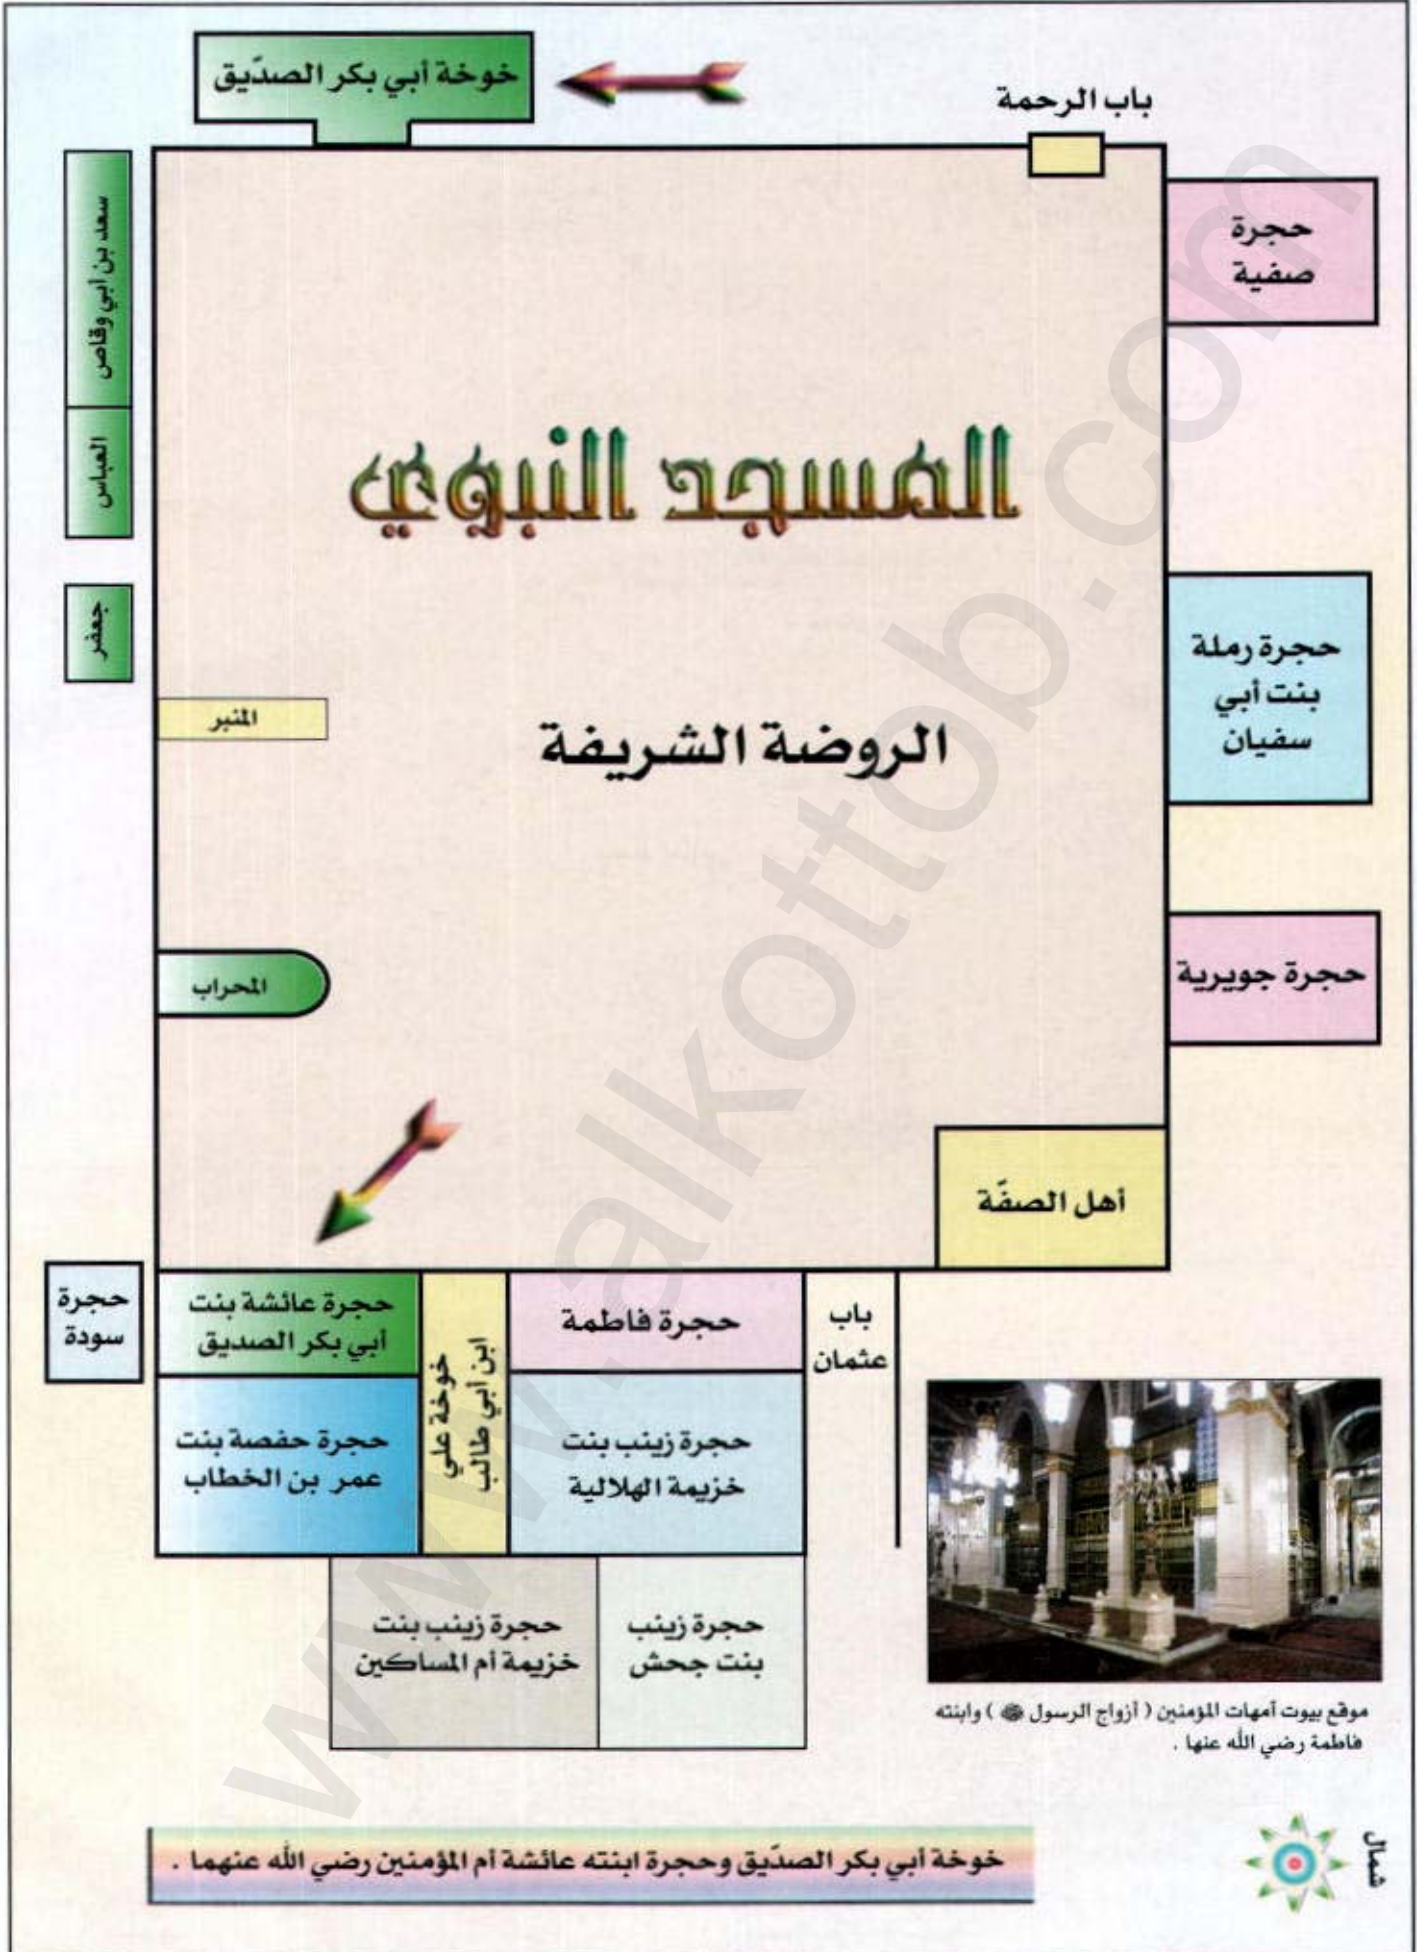 خوخة أبي بكر الصدّيق
باب الرحمة
حجرة
صفية
سعد بن أبي وقاص
العباس
جعفر
المسجد النبوي
حجرة رملة
بنت أبي
سفيان
المنبر
الروضة الشريفة
حجرة جويرية
المحراب
أهل الصفّة
باب
عثمان
حجرة فاطمة
خوخة علي
ابن أبي طالب
حجرة عائشة بنت
أبي بكر الصديق
حجرة
سودة
حجرة زينب بنت
خزيمة الهلالية
حجرة حفصة بنت
عمر بن الخطاب
حجرة زينب
بنت جحش
حجرة زينب بنت
خزيمة أم المساكين
موقع بيوت أمهات المؤمنين ( أزواج الرسول ﷺ ) وابنته
فاطمة رضي الله عنها .
شمال
خوخة أبي بكر الصدّيق وحجرة ابنته عائشة أم المؤمنين رضي الله عنهما .
www.alkottob.com